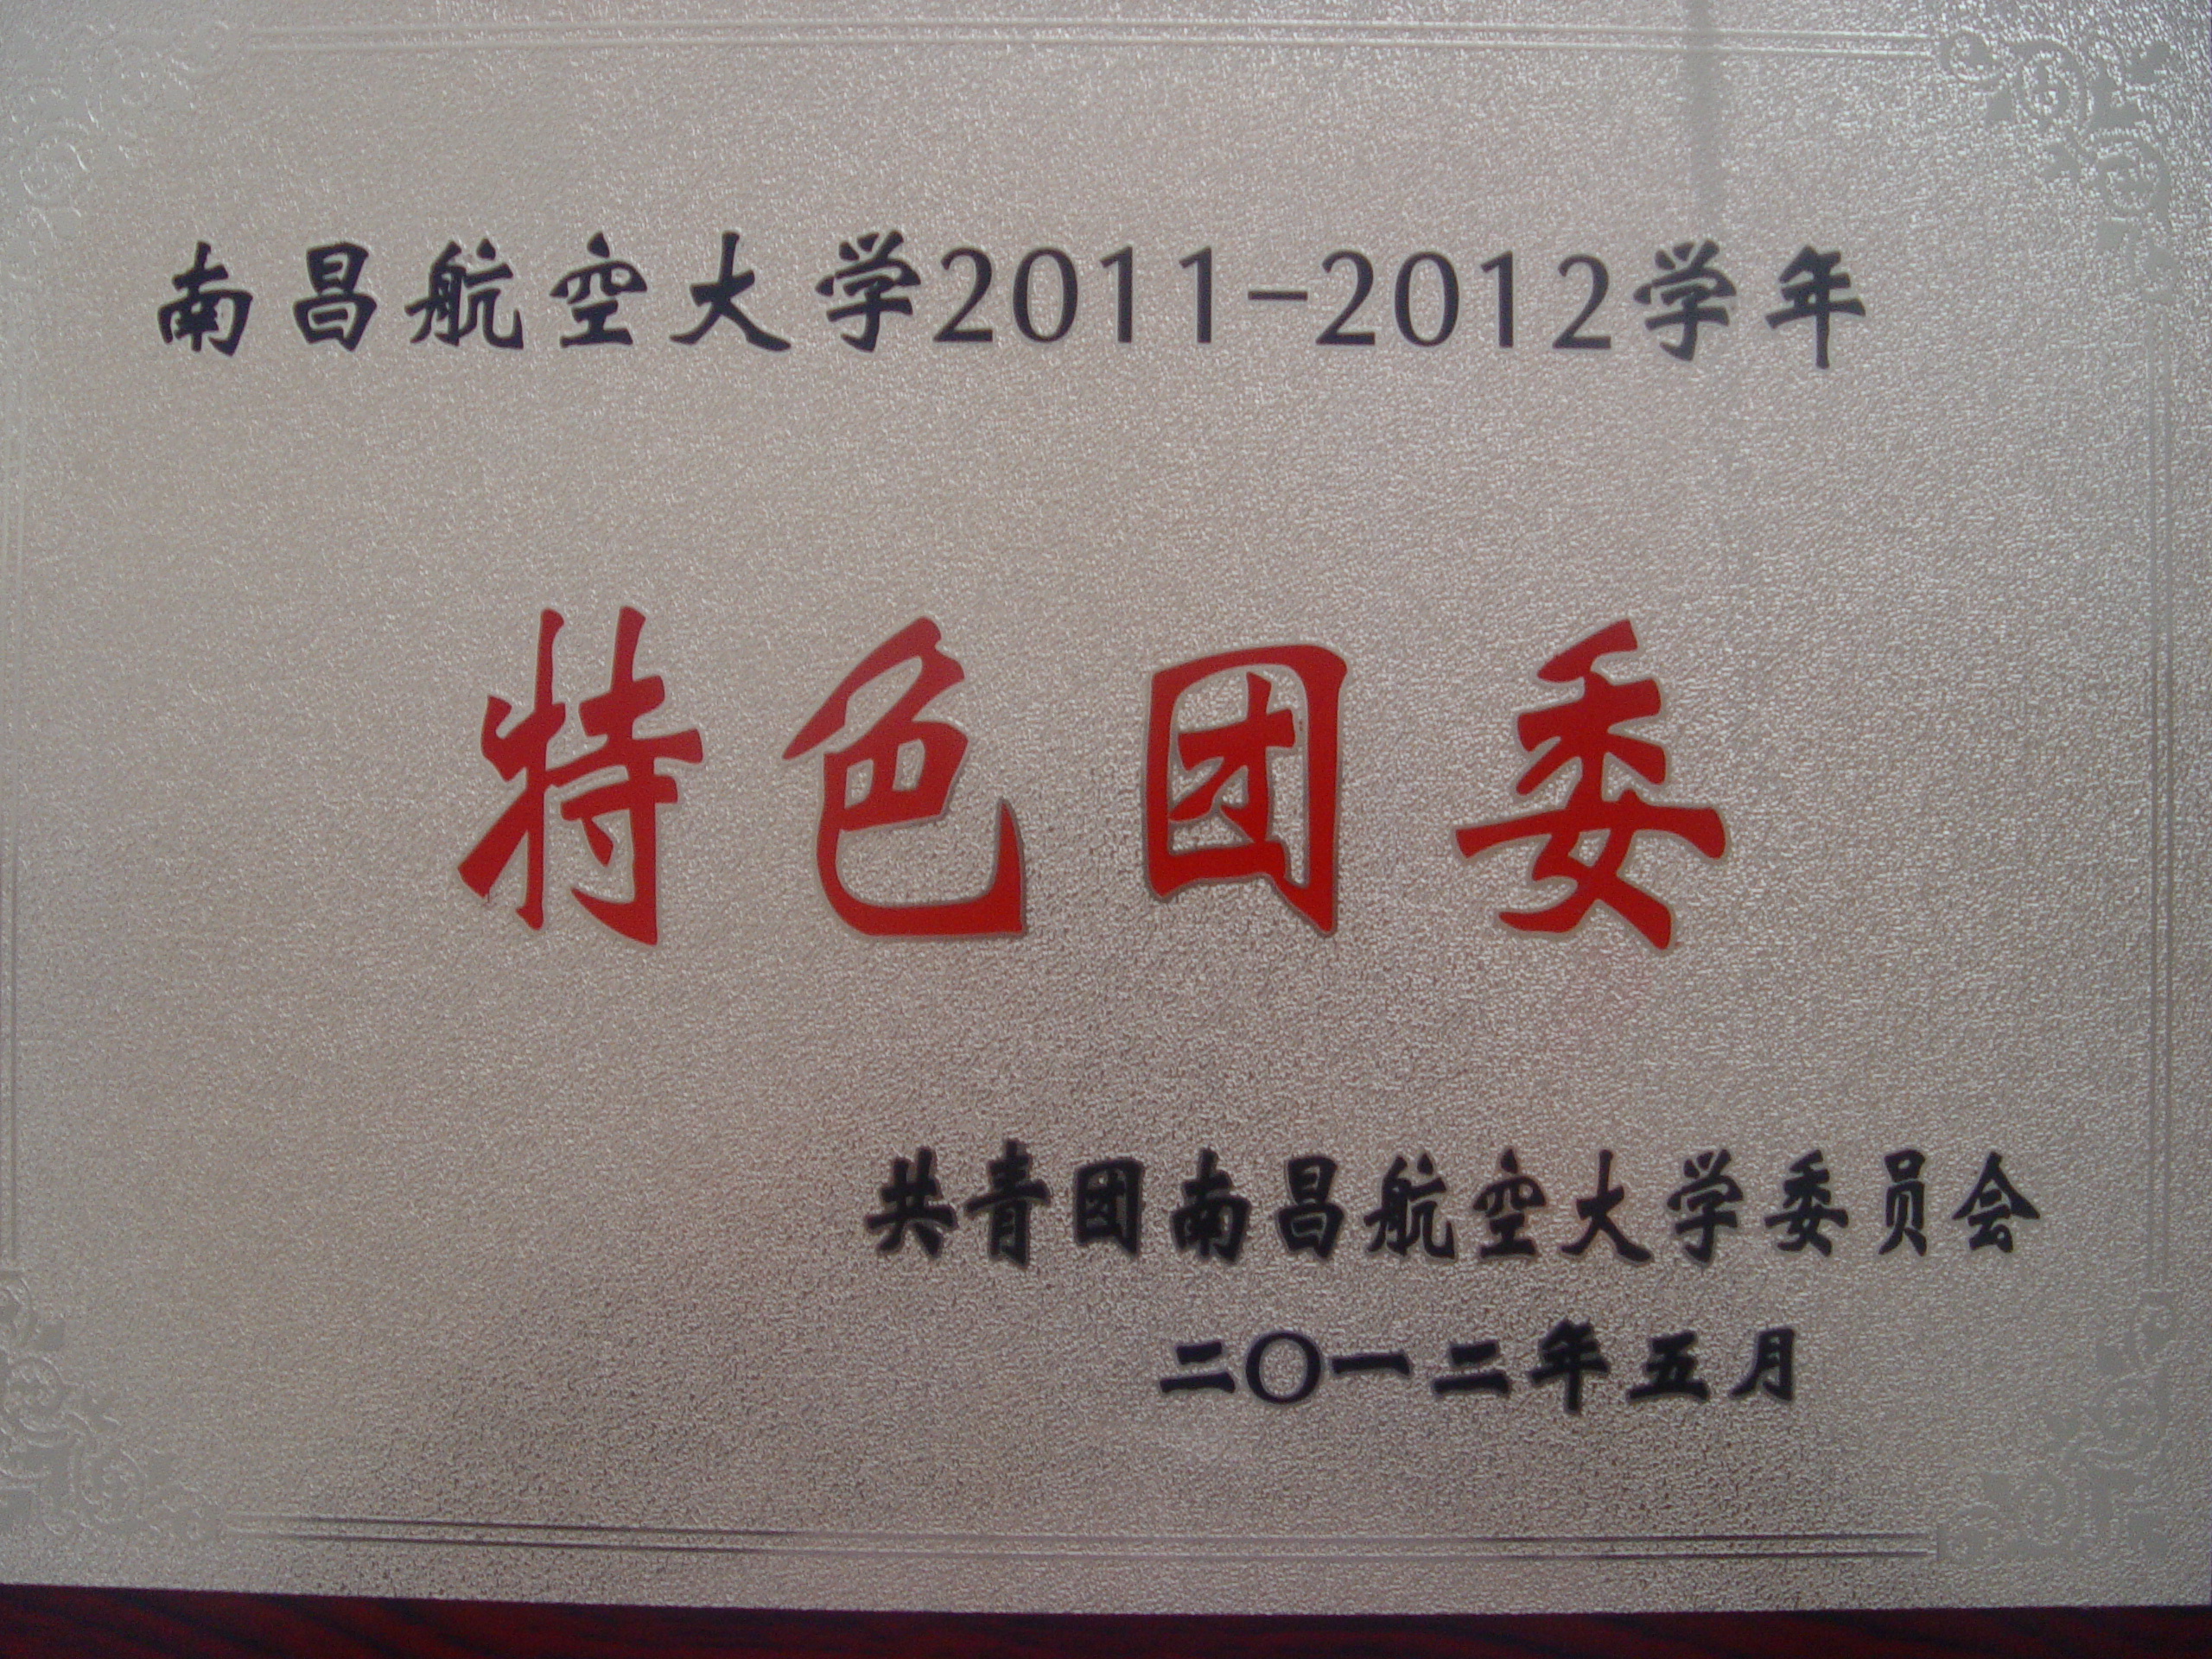 南昌航空大学2011-2012学年
特色团委
共青团南昌航空大学委员会
二〇一二年五月